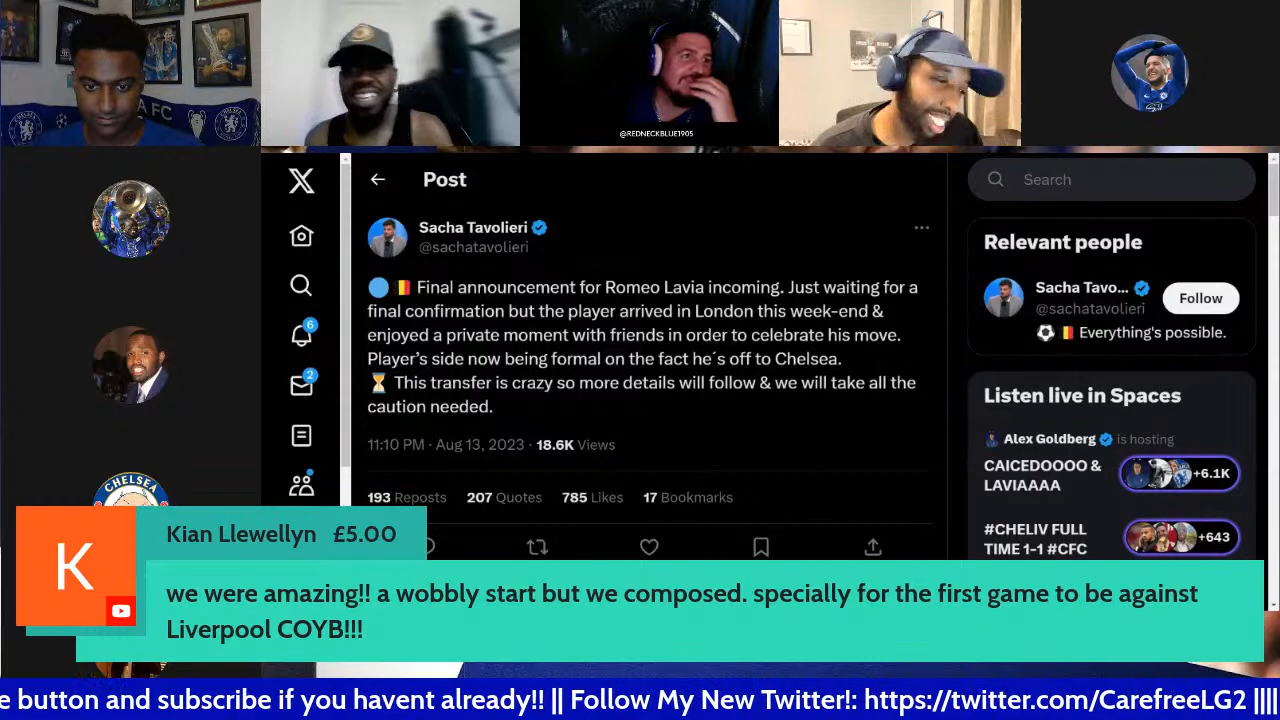 @REDNECKBLUE1905
Post
Search
Sacha Tavolieri
@sachatavolieri
Final announcement for Romeo Lavia incoming. Just waiting for a
final confirmation but the player arrived in London this week-end &
enjoyed a private moment with friends in order to celebrate his move.
Player's side now being formal on the fact he´s off to Chelsea.
This transfer is crazy so more details will follow & we will take all the
caution needed.
11:10 PM · Aug 13, 2023 · 18.6K Views
193 Reposts 207 Quotes 785 Likes 17 Bookmarks
6
2
Relevant people
Sacha Tavo...
@sachatavolieri
Follow
Everything's possible.
Listen live in Spaces
Alex Goldberg is hosting
CAICEDOOOO &
LAVIAAAA
+6.1K
#CHELIV FULL
TIME 1-1 #CFC
+643
CHELSEA
K
Kian Llewellyn £5.00
we were amazing!! a wobbly start but we composed. specially for the first game to be against
Liverpool COYB!!!
e button and subscribe if you havent already!! || Follow My New Twitter!: https://twitter.com/CarefreeLG2 ||||